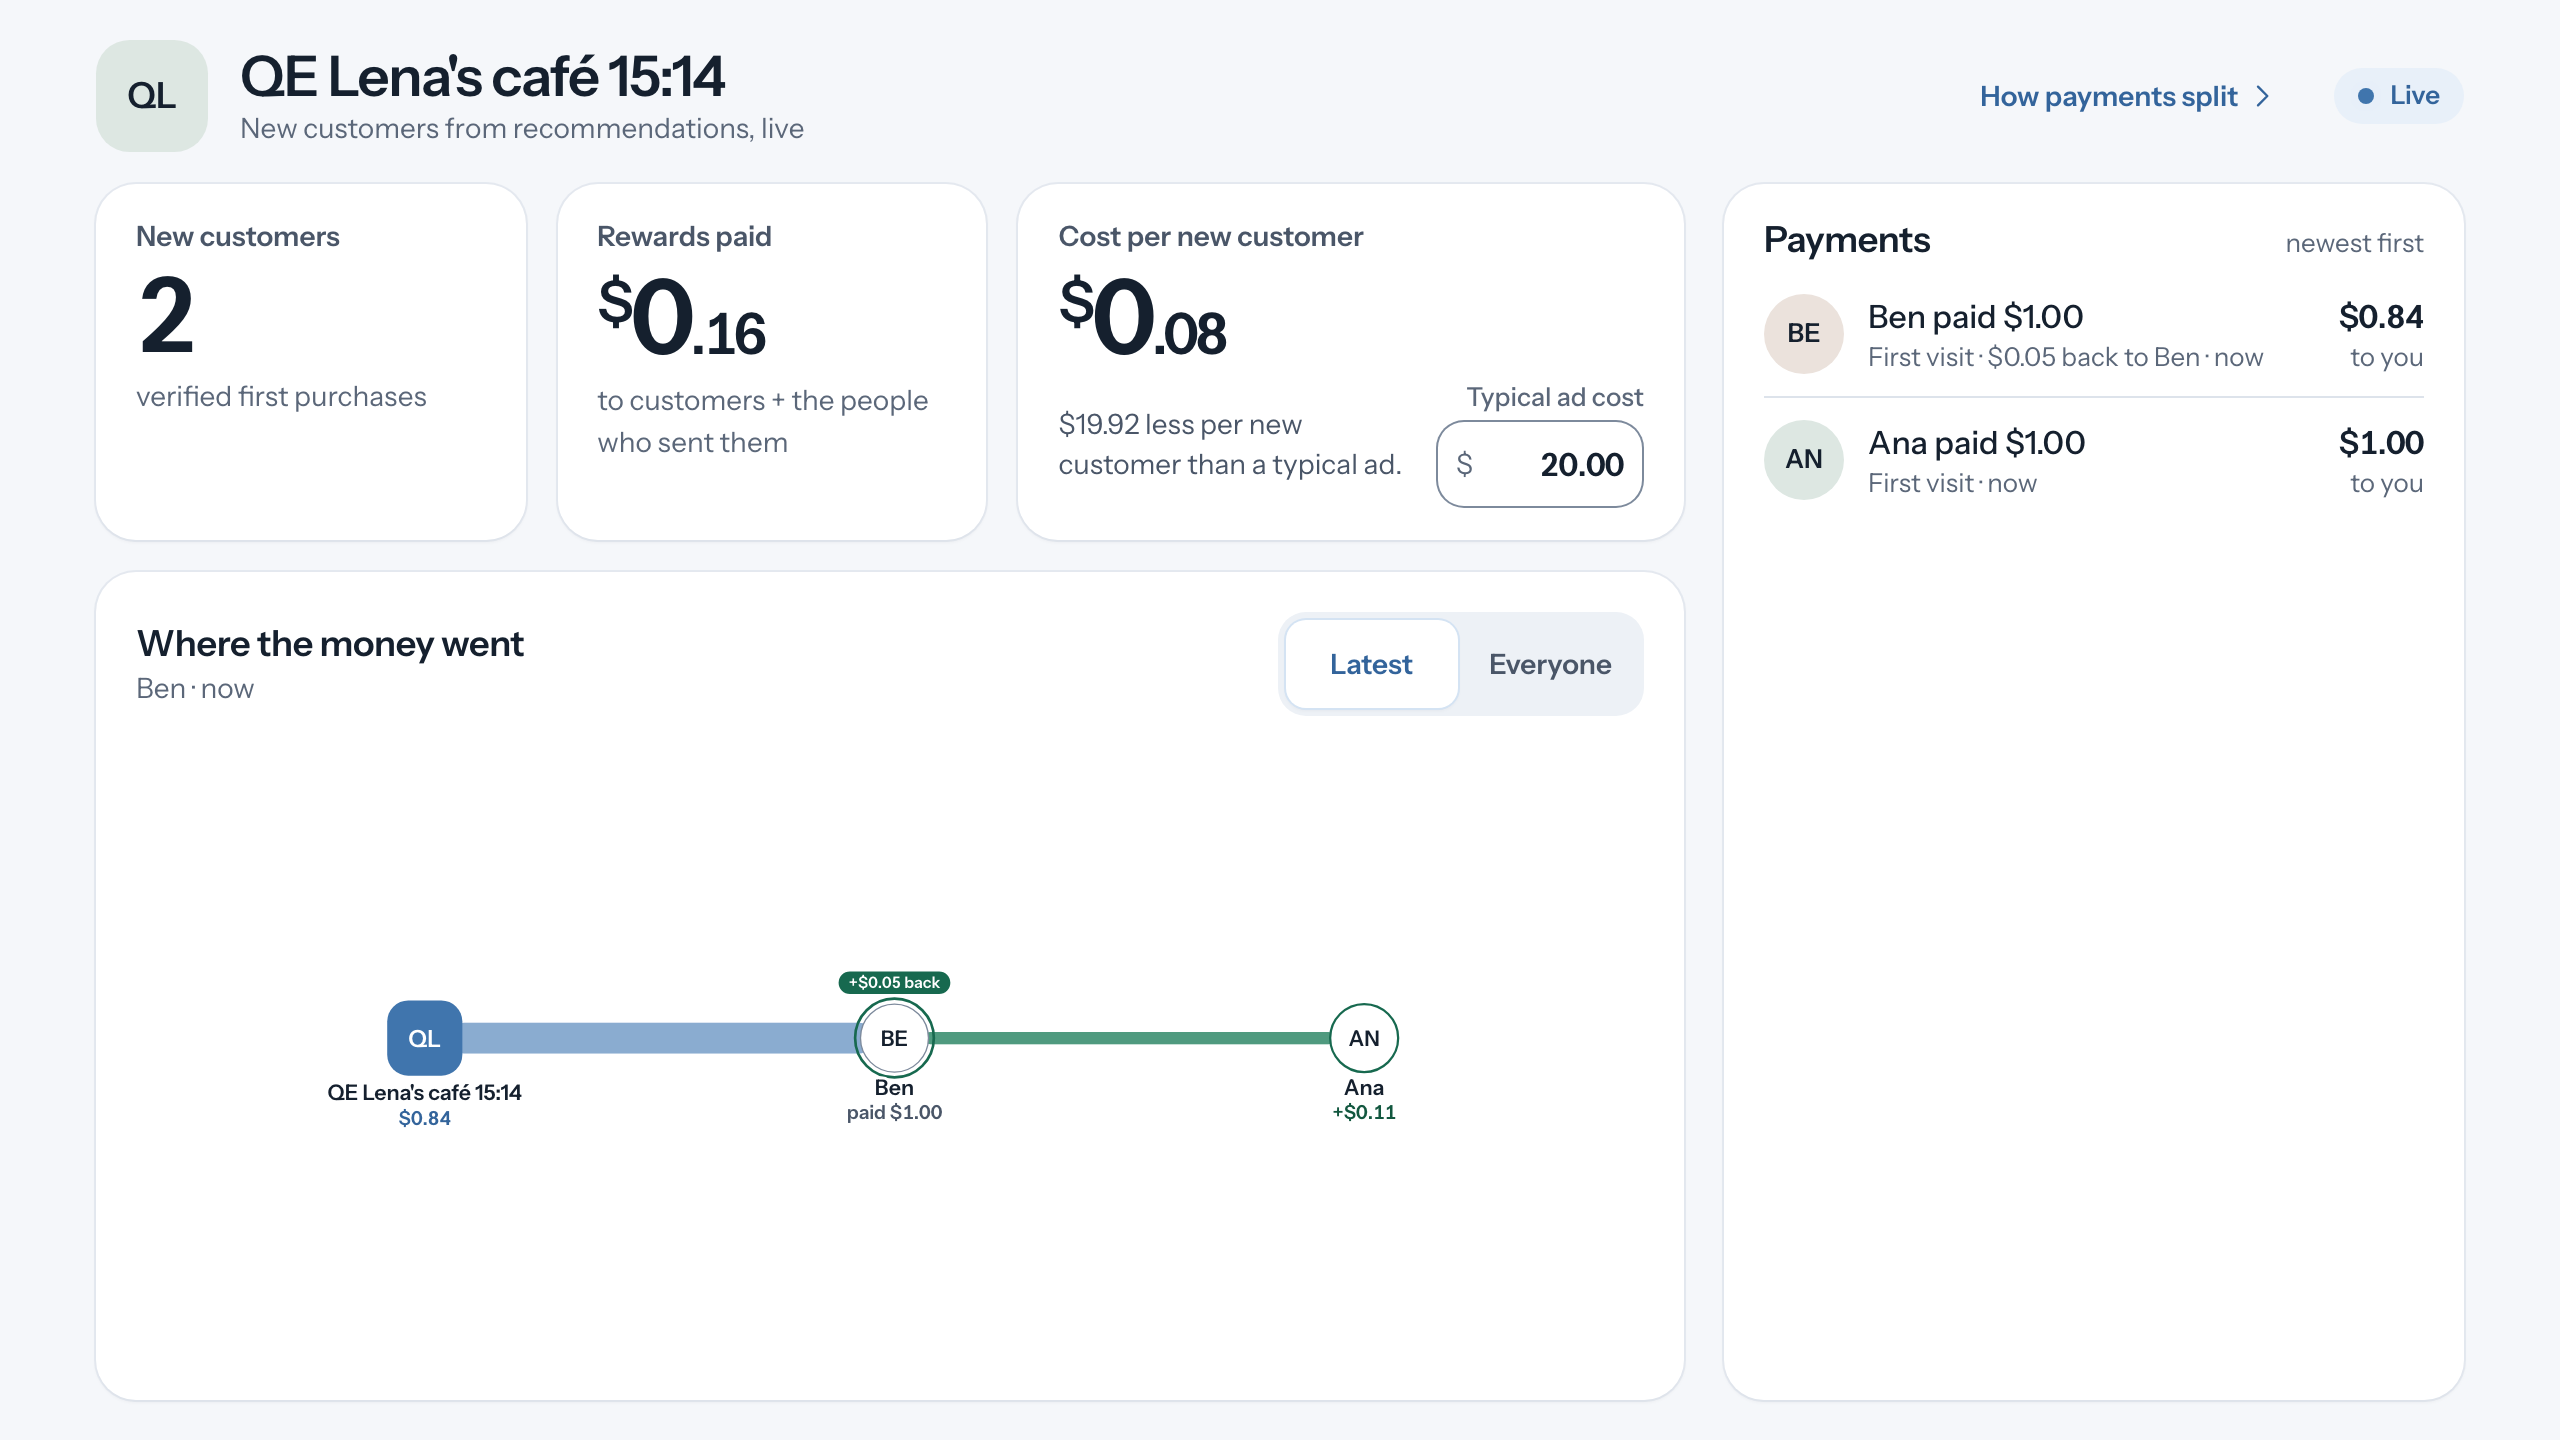 QL
QE Lena's café 15:14
New customers from recommendations, live
How payments split
Live
New customers
2
verified first purchases
Rewards paid
$0.16
to customers + the people
who sent them
Cost per new customer
$0.08
$19.92 less per new
customer than a typical ad.
Typical ad cost
$ 20.00
Payments
newest first
BE
Ben paid $1.00
$0.84
First visit · $0.05 back to Ben · now
to you
AN
Ana paid $1.00
$1.00
First visit · now
to you
Where the money went
Ben · now
Latest
Everyone
+$0.05 back
QL
BE
AN
QE Lena's café 15:14
$0.84
Ben
paid $1.00
Ana
+$0.11